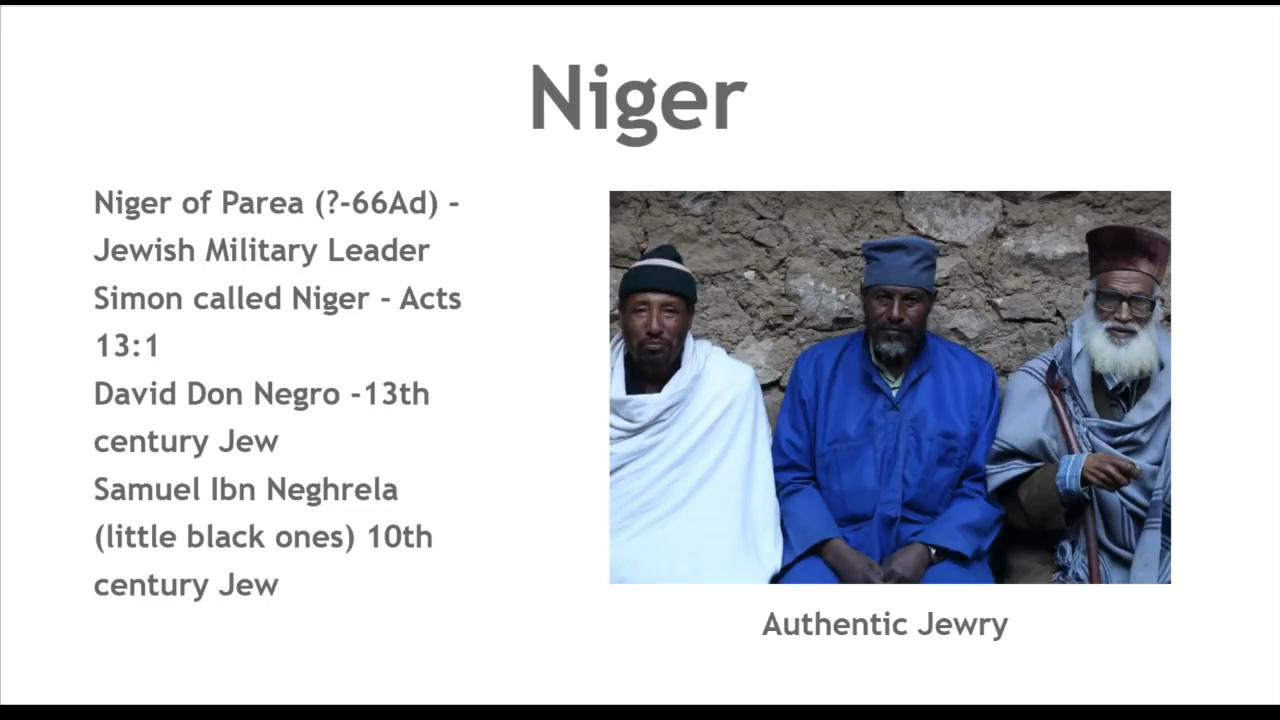 Niger
Niger of Parea (?-66Ad) -
Jewish Military Leader
Simon called Niger - Acts
13:1
David Don Negro -13th
century Jew
Samuel Ibn Neghrela
(little black ones) 10th
century Jew
Authentic Jewry